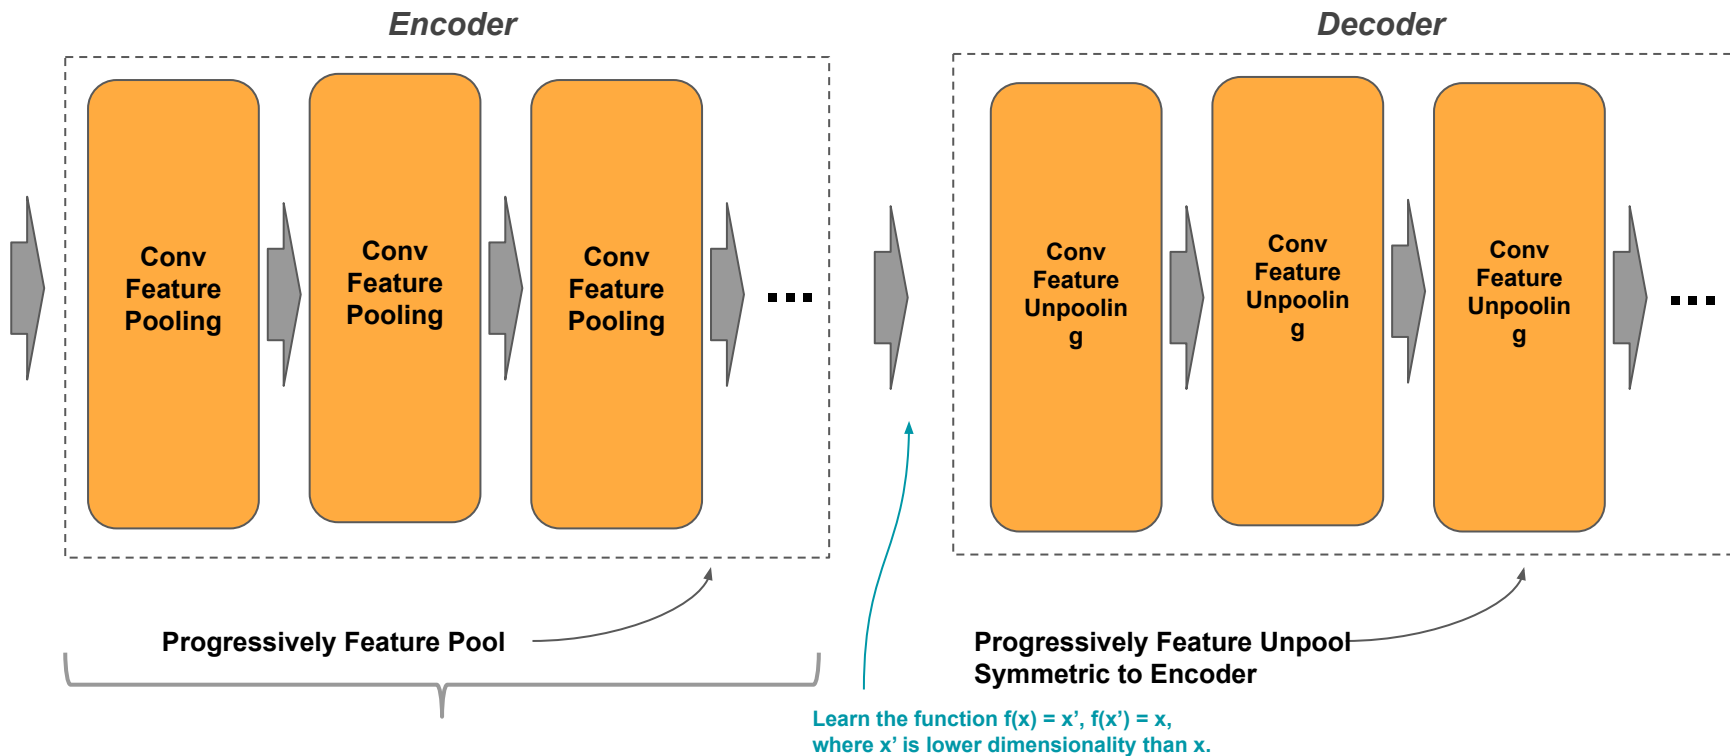 Encoder
Decoder
Conv
Feature
Pooling
Conv
Feature
Pooling
Conv
Feature
Pooling
...
Conv
Feature
Unpoolin
g
Conv
Feature
Unpoolin
g
Conv
Feature
Unpoolin
g
...
Progressively Feature Pool
Progressively Feature Unpool
Symmetric to Encoder
Learn the function f(x) = x’, f(x’) = x,
where x’ is lower dimensionality than x.